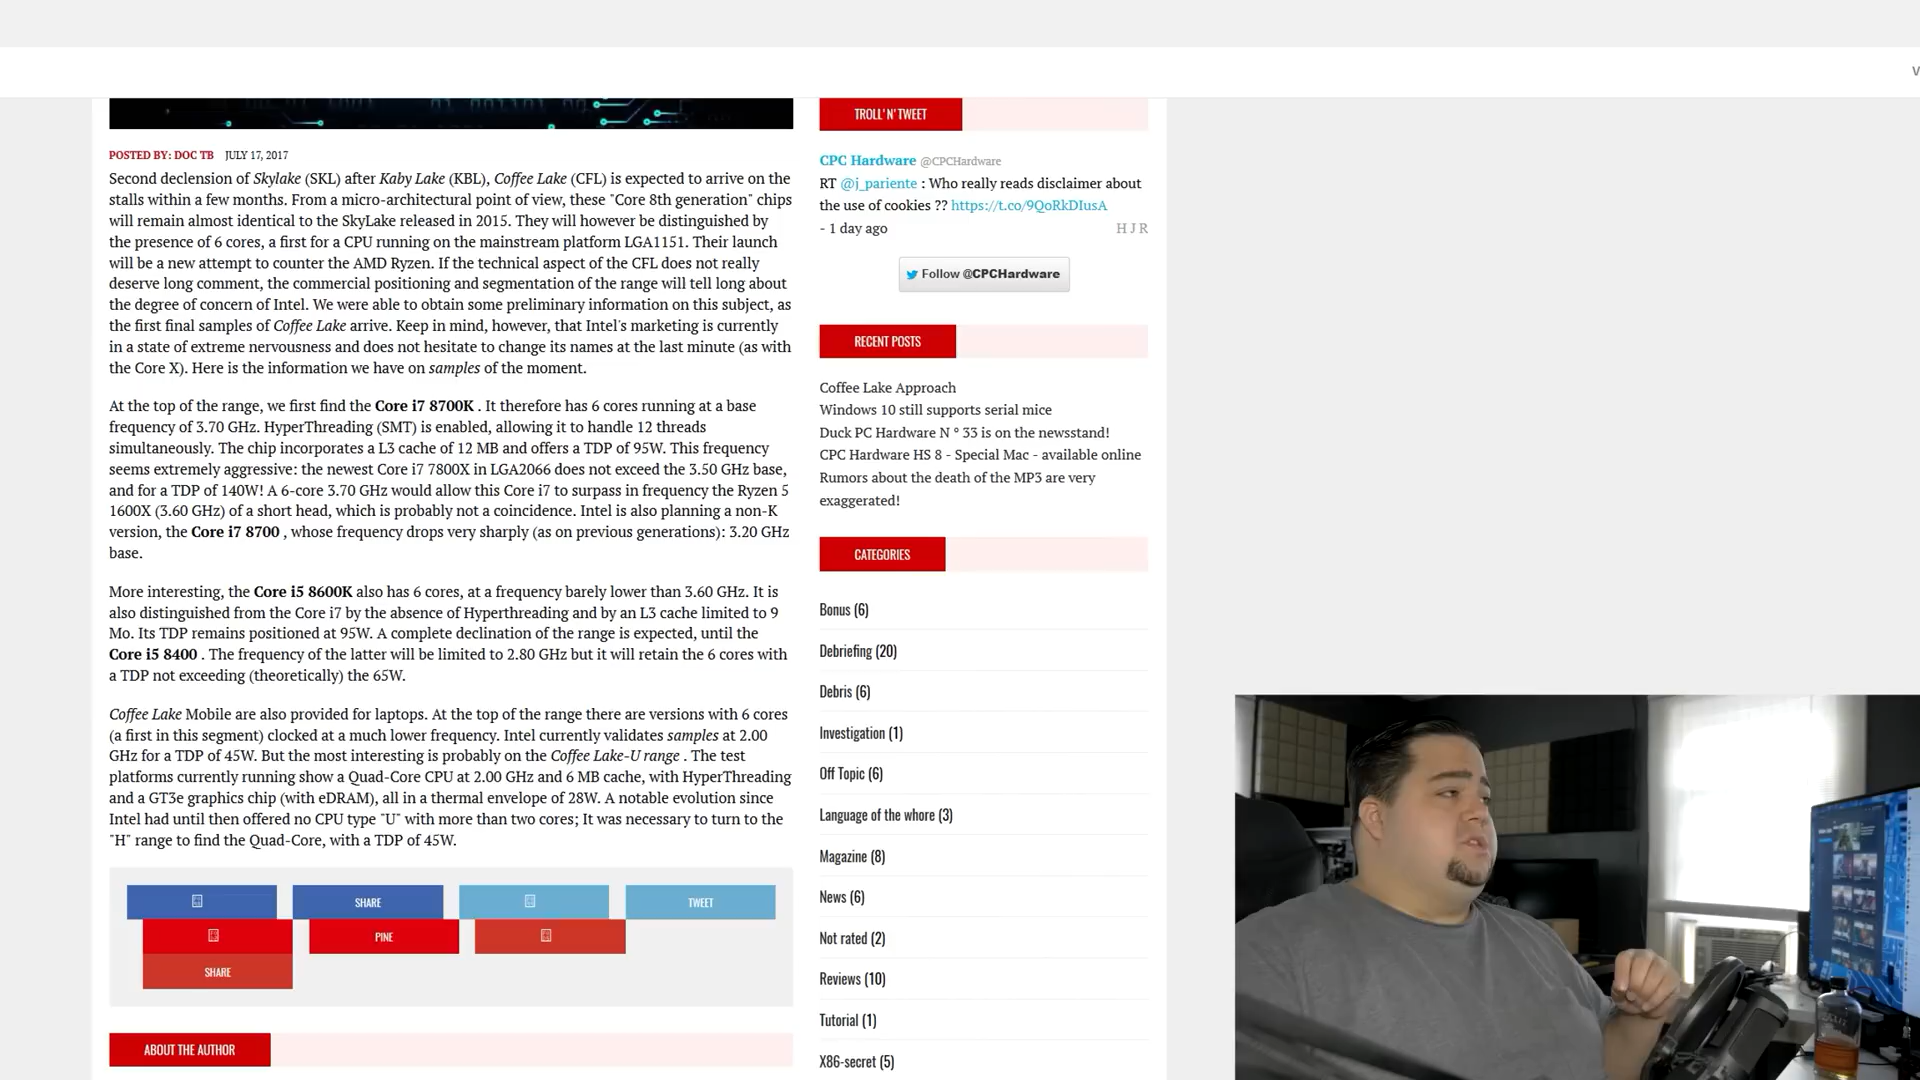 V
POSTED BY: DOC TB JULY 17, 2017
Second declension of Skylake (SKL) after Kaby Lake (KBL), Coffee Lake (CFL) is expected to arrive on the
stalls within a few months. From a micro-architectural point of view, these "Core 8th generation" chips
will remain almost identical to the SkyLake released in 2015. They will however be distinguished by
the presence of 6 cores, a first for a CPU running on the mainstream platform LGA1151. Their launch
will be a new attempt to counter the AMD Ryzen. If the technical aspect of the CFL does not really
deserve long comment, the commercial positioning and segmentation of the range will tell long about
the degree of concern of Intel. We were able to obtain some preliminary information on this subject, as
the first final samples of Coffee Lake arrive. Keep in mind, however, that Intel's marketing is currently
in a state of extreme nervousness and does not hesitate to change its names at the last minute (as with
the Core X). Here is the information we have on samples of the moment.
At the top of the range, we first find the Core i7 8700K . It therefore has 6 cores running at a base
frequency of 3.70 GHz. HyperThreading (SMT) is enabled, allowing it to handle 12 threads
simultaneously. The chip incorporates a L3 cache of 12 MB and offers a TDP of 95W. This frequency
seems extremely aggressive: the newest Core i7 7800X in LGA2066 does not exceed the 3.50 GHz base,
and for a TDP of 140W! A 6-core 3.70 GHz would allow this Core i7 to surpass in frequency the Ryzen 5
1600X (3.60 GHz) of a short head, which is probably not a coincidence. Intel is also planning a non-K
version, the Core i7 8700 , whose frequency drops very sharply (as on previous generations): 3.20 GHz
base.
More interesting, the Core i5 8600K also has 6 cores, at a frequency barely lower than 3.60 GHz. It is
also distinguished from the Core i7 by the absence of Hyperthreading and by an L3 cache limited to 9
Mo. Its TDP remains positioned at 95W. A complete declination of the range is expected, until the
Core i5 8400 . The frequency of the latter will be limited to 2.80 GHz but it will retain the 6 cores with
a TDP not exceeding (theoretically) the 65W.
Coffee Lake Mobile are also provided for laptops. At the top of the range there are versions with 6 cores
(a first in this segment) clocked at a much lower frequency. Intel currently validates samples at 2.00
GHz for a TDP of 45W. But the most interesting is probably on the Coffee Lake-U range . The test
platforms currently running show a Quad-Core CPU at 2.00 GHz and 6 MB cache, with HyperThreading
and a GT3e graphics chip (with eDRAM), all in a thermal envelope of 28W. A notable evolution since
Intel had until then offered no CPU type "U" with more than two cores; It was necessary to turn to the
"H" range to find the Quad-Core, with a TDP of 45W.
SHARE
TWEET
PINE
SHARE
ABOUT THE AUTHOR
TROLL' N' TWEET
CPC Hardware @CPCHardware
RT @j_pariente : Who really reads disclaimer about
the use of cookies ?? https://t.co/9QoRkDIusA
- 1 day ago H J R
Follow @CPCHardware
RECENT POSTS
Coffee Lake Approach
Windows 10 still supports serial mice
Duck PC Hardware N ° 33 is on the newsstand!
CPC Hardware HS 8 - Special Mac - available online
Rumors about the death of the MP3 are very
exaggerated!
CATEGORIES
Bonus (6)
Debriefing (20)
Debris (6)
Investigation (1)
Off Topic (6)
Language of the whore (3)
Magazine (8)
News (6)
Not rated (2)
Reviews (10)
Tutorial (1)
X86-secret (5)